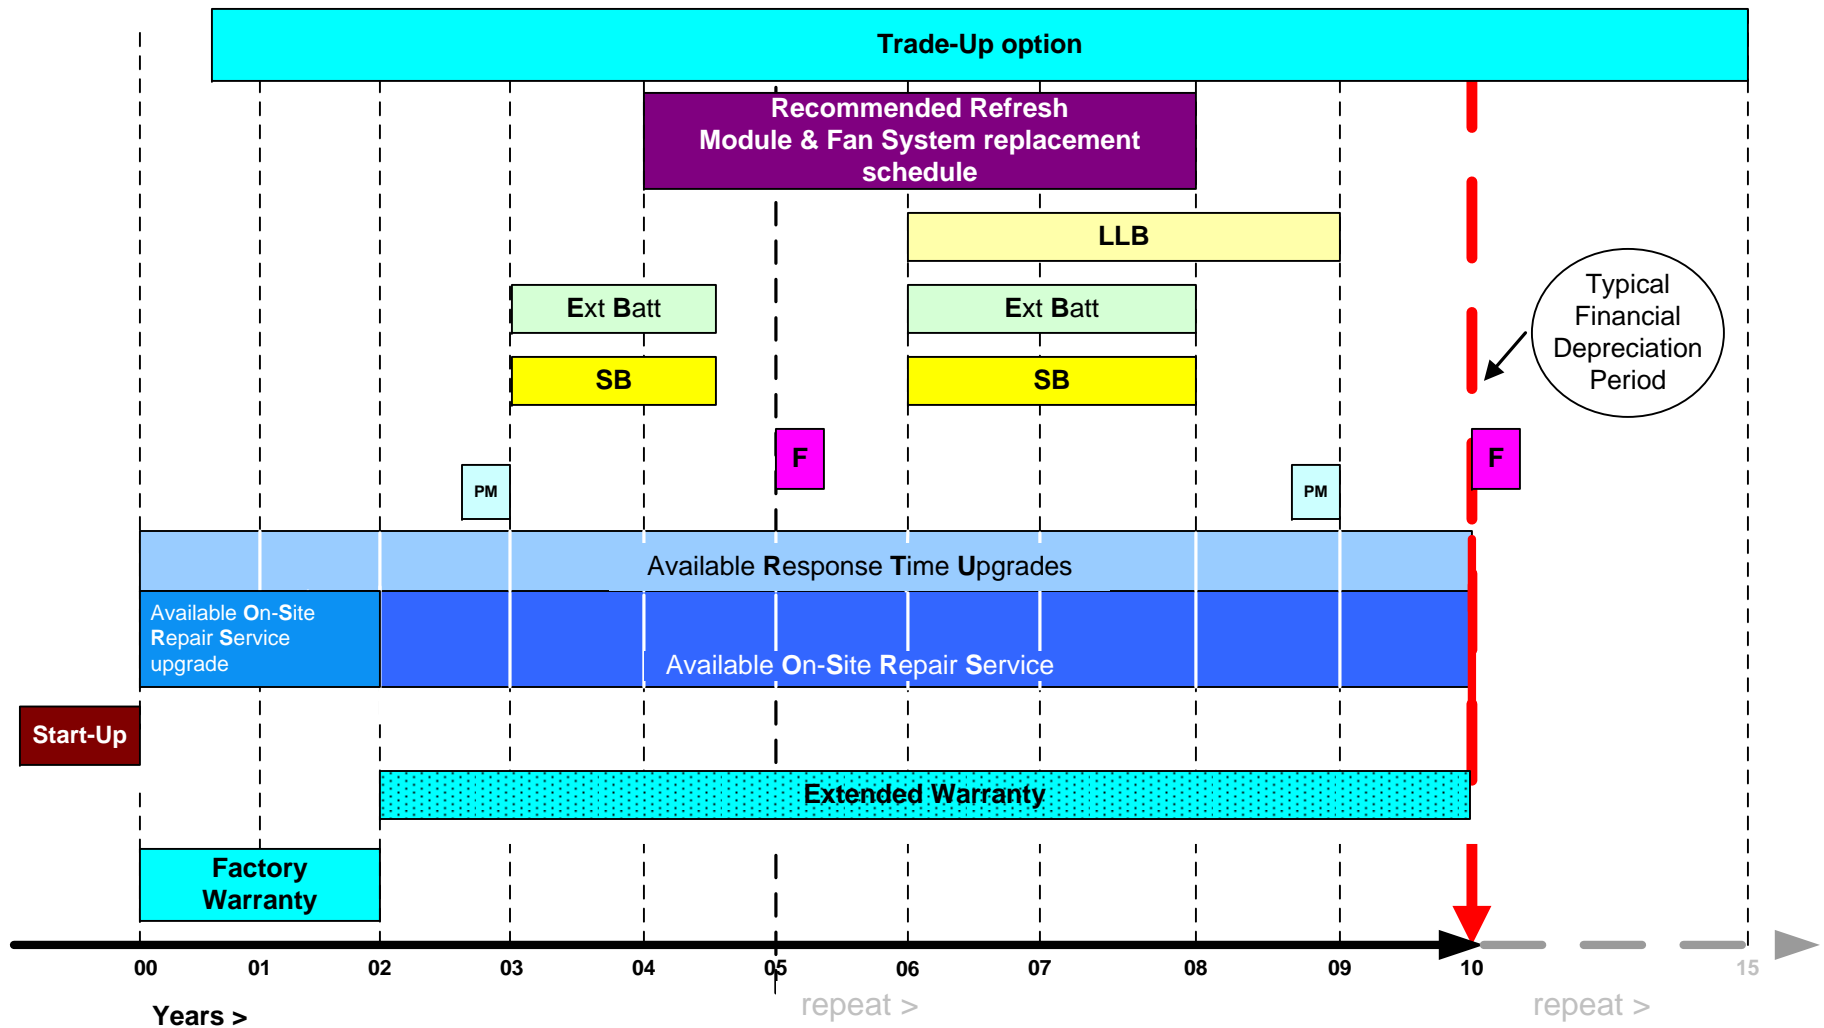 Trade-Up option
Recommended Refresh
Module & Fan System replacement
schedule
LLB
Ext Batt
Ext Batt
SB
SB
Typical
Financial
Depreciation
Period
F
F
PM
PM
Available Response Time Upgrades
Available On-Site
Repair Service
upgrade
Available On-Site Repair Service
Start-Up
Extended Warranty
Factory
Warranty
00 01 02 03 04 05 06 07 08 09 10 15
repeat > repeat >
Years >